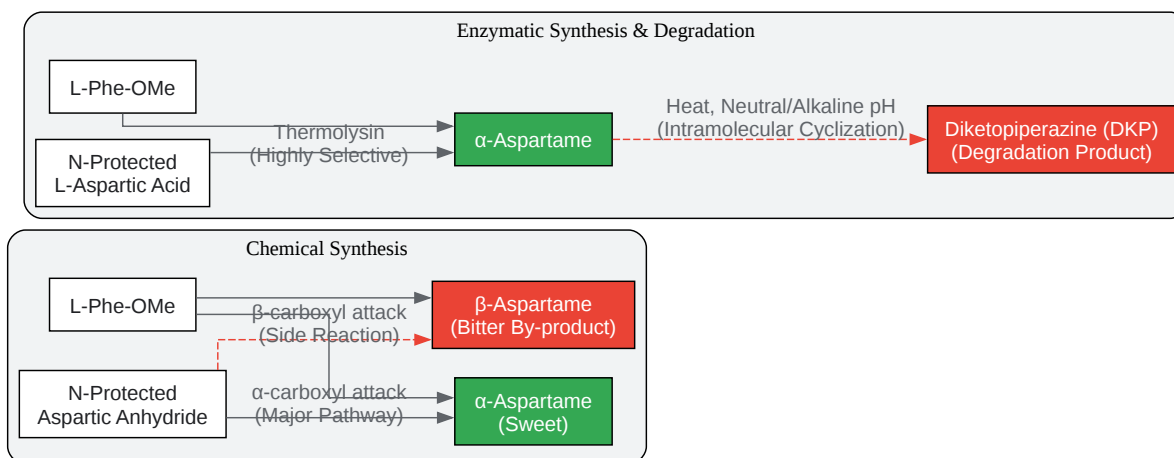 Enzymatic Synthesis & Degradation
L-Phe-OMe
N-Protected
L-Aspartic Acid
Thermolysin
(Highly Selective)
α-Aspartame
Heat, Neutral/Alkaline pH
(Intramolecular Cyclization)
Diketopiperazine (DKP)
(Degradation Product)
Chemical Synthesis
L-Phe-OMe
N-Protected
Aspartic Anhydride
β-carboxyl attack
(Side Reaction)
α-carboxyl attack
(Major Pathway)
β-Aspartame
(Bitter By-product)
α-Aspartame
(Sweet)